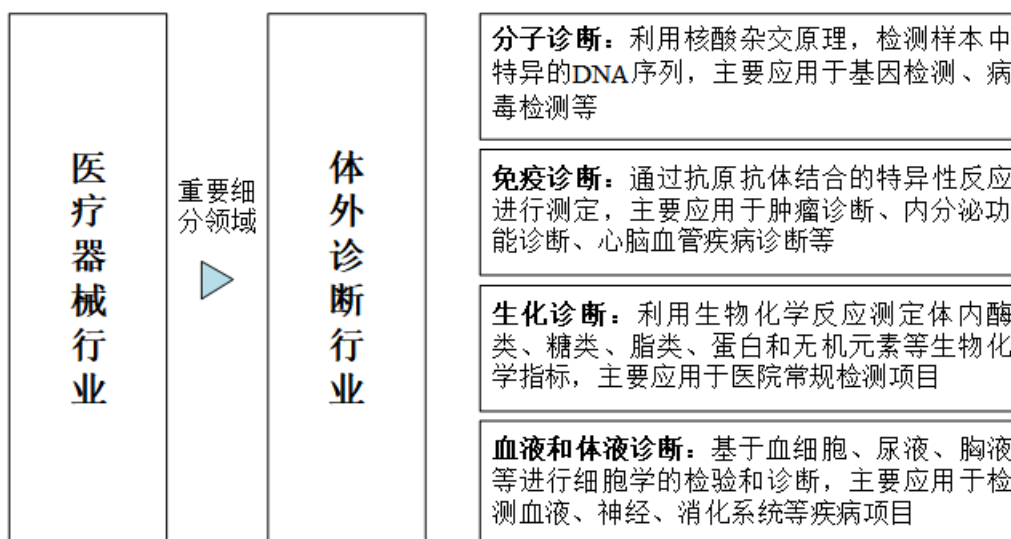 医疗器械行业
重要细
分领域
体外诊断行业
分子诊断：利用核酸杂交原理，检测样本中
特异的DNA序列，主要应用于基因检测、病
毒检测等
免疫诊断：通过抗原抗体结合的特异性反应
进行测定，主要应用于肿瘤诊断、内分泌功
能诊断、心脑血管疾病诊断等
生化诊断：利用生物化学反应测定体内酶
类、糖类、脂类、蛋白和无机元素等生物化
学指标，主要应用于医院常规检测项目
血液和体液诊断：基于血细胞、尿液、胸液
等进行细胞学的检验和诊断，主要应用于检
测血液、神经、消化系统等疾病项目